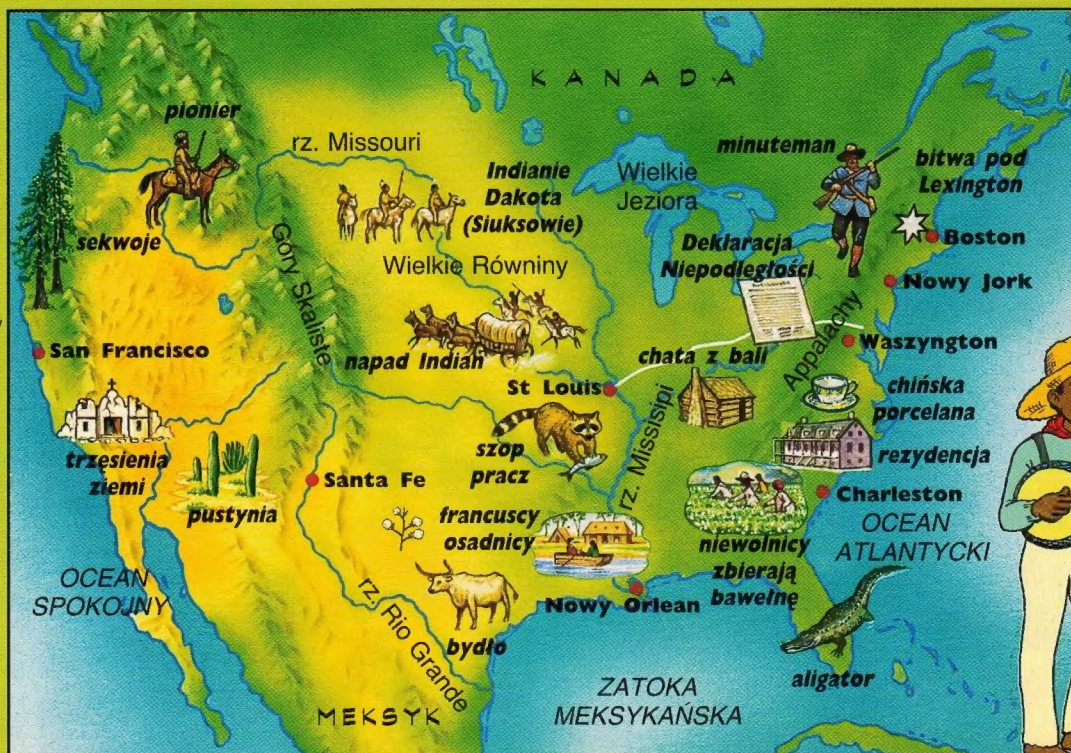 KANADA
pionier
rz. Missouri
minuteman
bitwa pod
Lexington
Indianie
Dakota
(Siuksowie)
Wielkie
Jeziora
sekwoje
Góry Skaliste
Wielkie Równiny
Deklaracja
Niepodległości
Boston
Nowy Jork
San Francisco
napad Indian
chata z bali
Appalachy
Waszyngton
St Louis
rz. Missisipi
chińska
porcelana
trzęsienia
ziemi
szop
pracz
rezydencja
Santa Fe
pustynia
francuscy
osadnicy
Charleston
OCEAN
ATLANTYCKI
niewolnicy
zbierają
bawełnę
OCEAN
SPOKOJNY
rz. Rio Grande
Nowy Orlean
bydło
aligator
ZATOKA
MEKSYKAŃSKA
MEKSYK